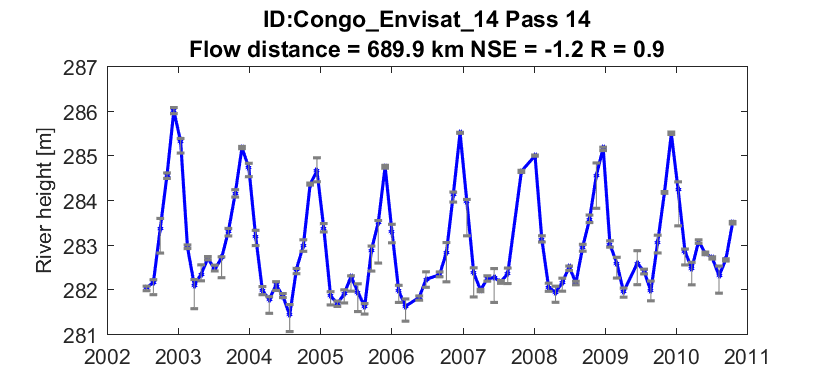 ID:Congo_Envisat_14 Pass 14
Flow distance = 689.9 km NSE = -1.2 R = 0.9
River height [m]
287
286
285
284
283
282
281
2002 2003 2004 2005 2006 2007 2008 2009 2010 2011